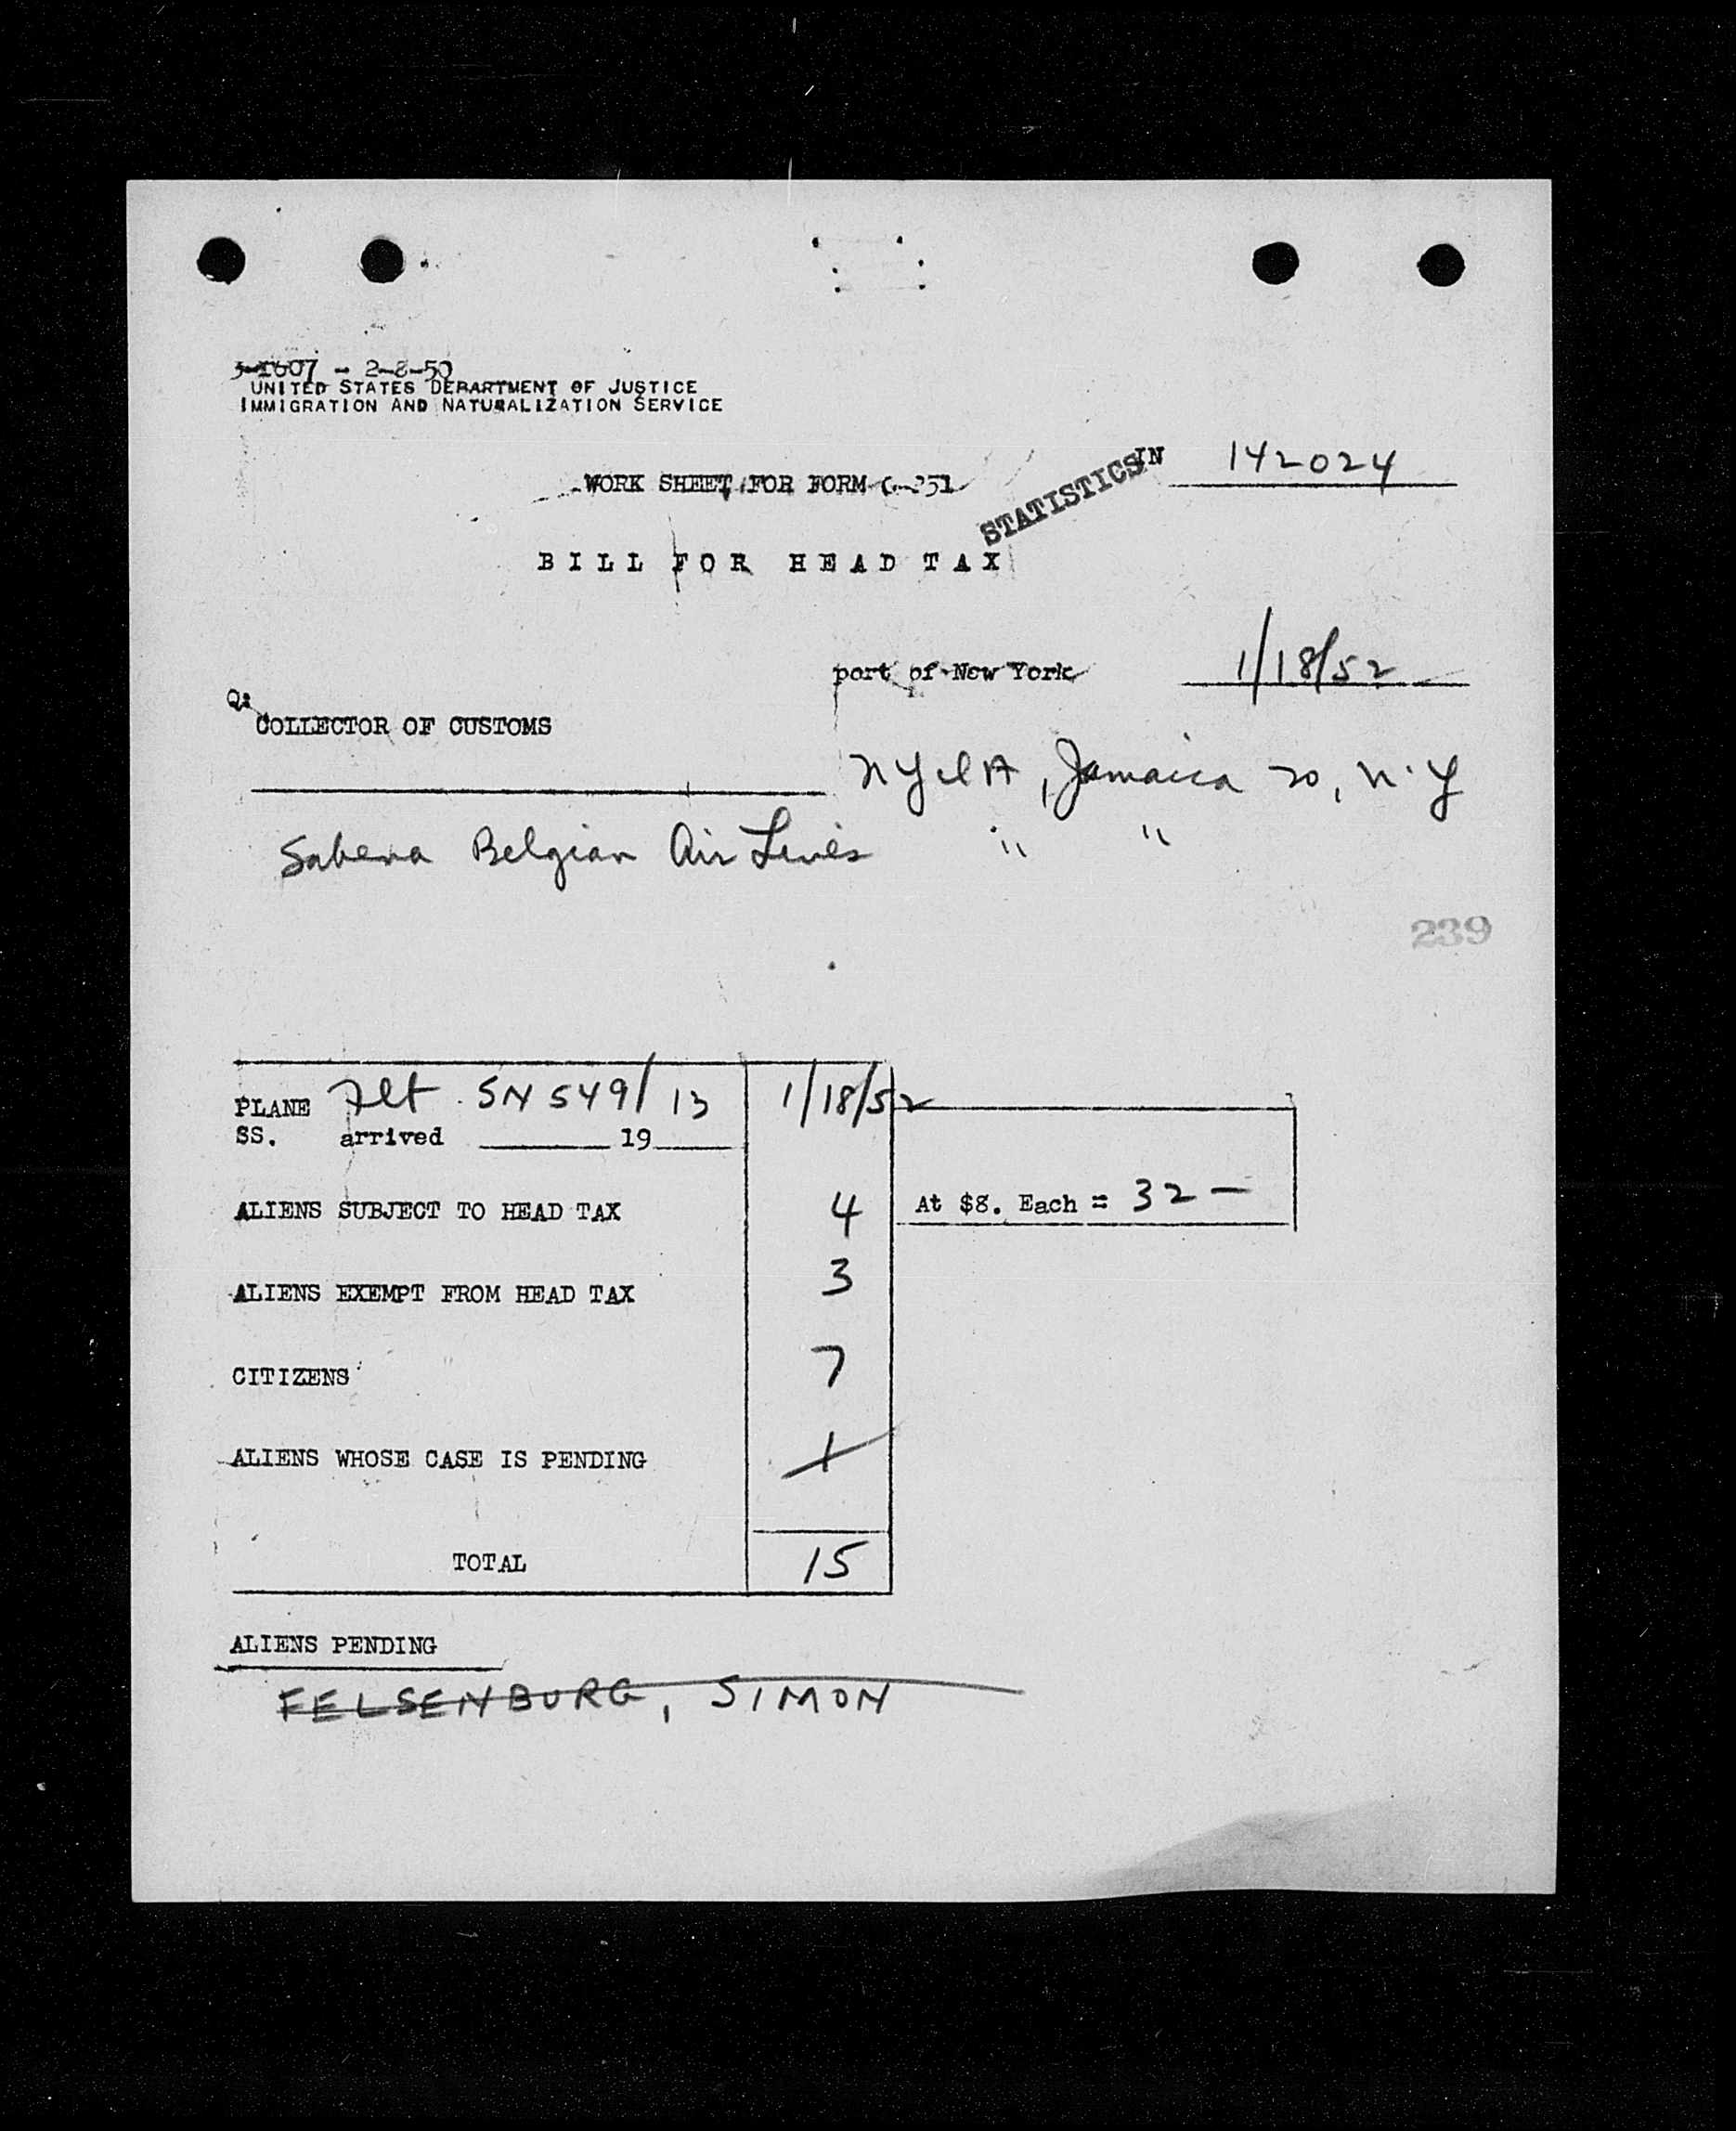 3-1607 - 2-8-50
UNITED STATES DEPARTMENT OF JUSTICE
IMMIGRATION AND NATURALIZATION SERVICE
IN 142024
WORK SHEET FOR FORM -251
STATISTICS
BILL FOR HEAD TAX
port of New York 1/18/52
COLLECTOR OF CUSTOMS
, Jamaica 20, N.Y
Sabena Belgian Air Lines " "
239
PLANE Flt SN 549/13 1/18/52
SS. arrived 19
ALIENS SUBJECT TO HEAD TAX 4 At $8. Each = 32 —
ALIENS EXEMPT FROM HEAD TAX 3
CITIZENS 7
ALIENS WHOSE CASE IS PENDING 1
TOTAL 15
ALIENS PENDING
FELSENBURG, SIMON